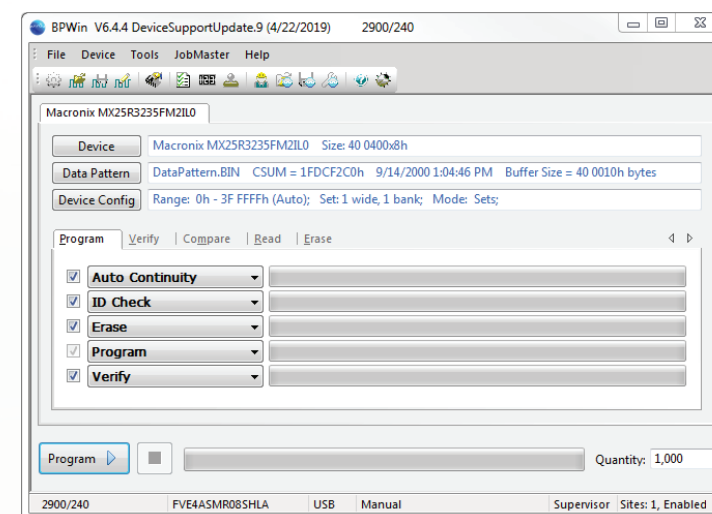 BPWin V6.4.4 DeviceSupportUpdate.9 (4/22/2019) 2900/240
File Device Tools JobMaster Help
Macronix MX25R3235FM2IL0
Device Macronix MX25R3235FM2IL0 Size: 40 0400x8h
Data Pattern DataPattern.BIN CSUM = 1FDCF2C0h 9/14/2000 1:04:46 PM Buffer Size = 40 0010h bytes
Device Config Range: 0h - 3F FFFFh (Auto); Set: 1 wide, 1 bank; Mode: Sets;
Program Verify | Compare | Read | Erase
Auto Continuity
ID Check
Erase
Program
Verify
Program Quantity: 1,000
2900/240 FVE4ASMR08SHLA USB Manual Supervisor Sites: 1, Enabled